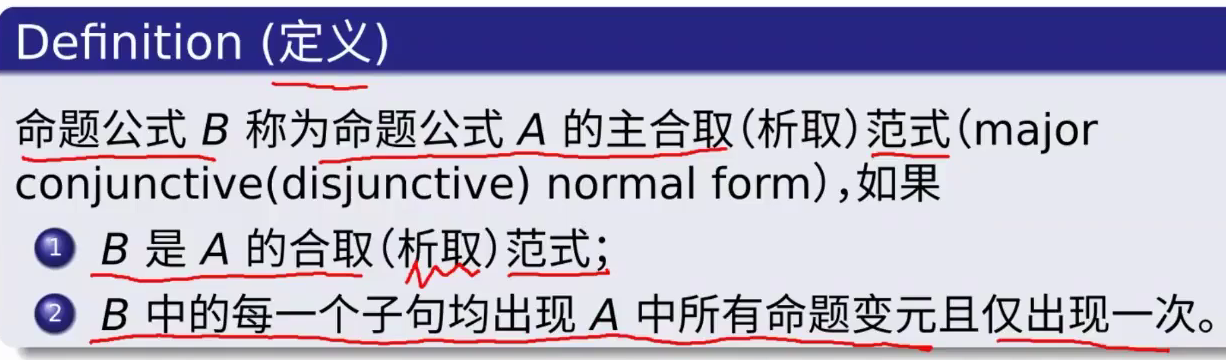 Definition (定义)
命题公式 B 称为命题公式 A 的主合取(析取)范式(major
conjunctive(disjunctive) normal form),如果
1 B 是 A 的合取(析取)范式;
2 B 中的每一个子句均出现 A 中所有命题变元且仅出现一次。